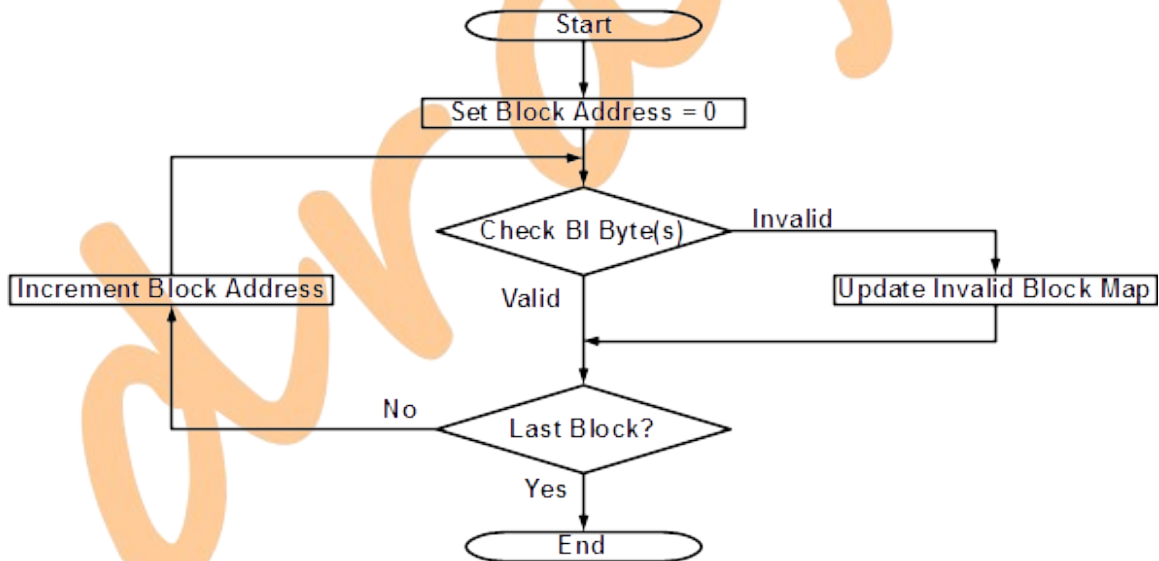 Start
Set Block Address = 0
Check BI Byte(s)
Invalid
Increment Block Address
Valid
Update Invalid Block Map
No
Last Block?
Yes
End